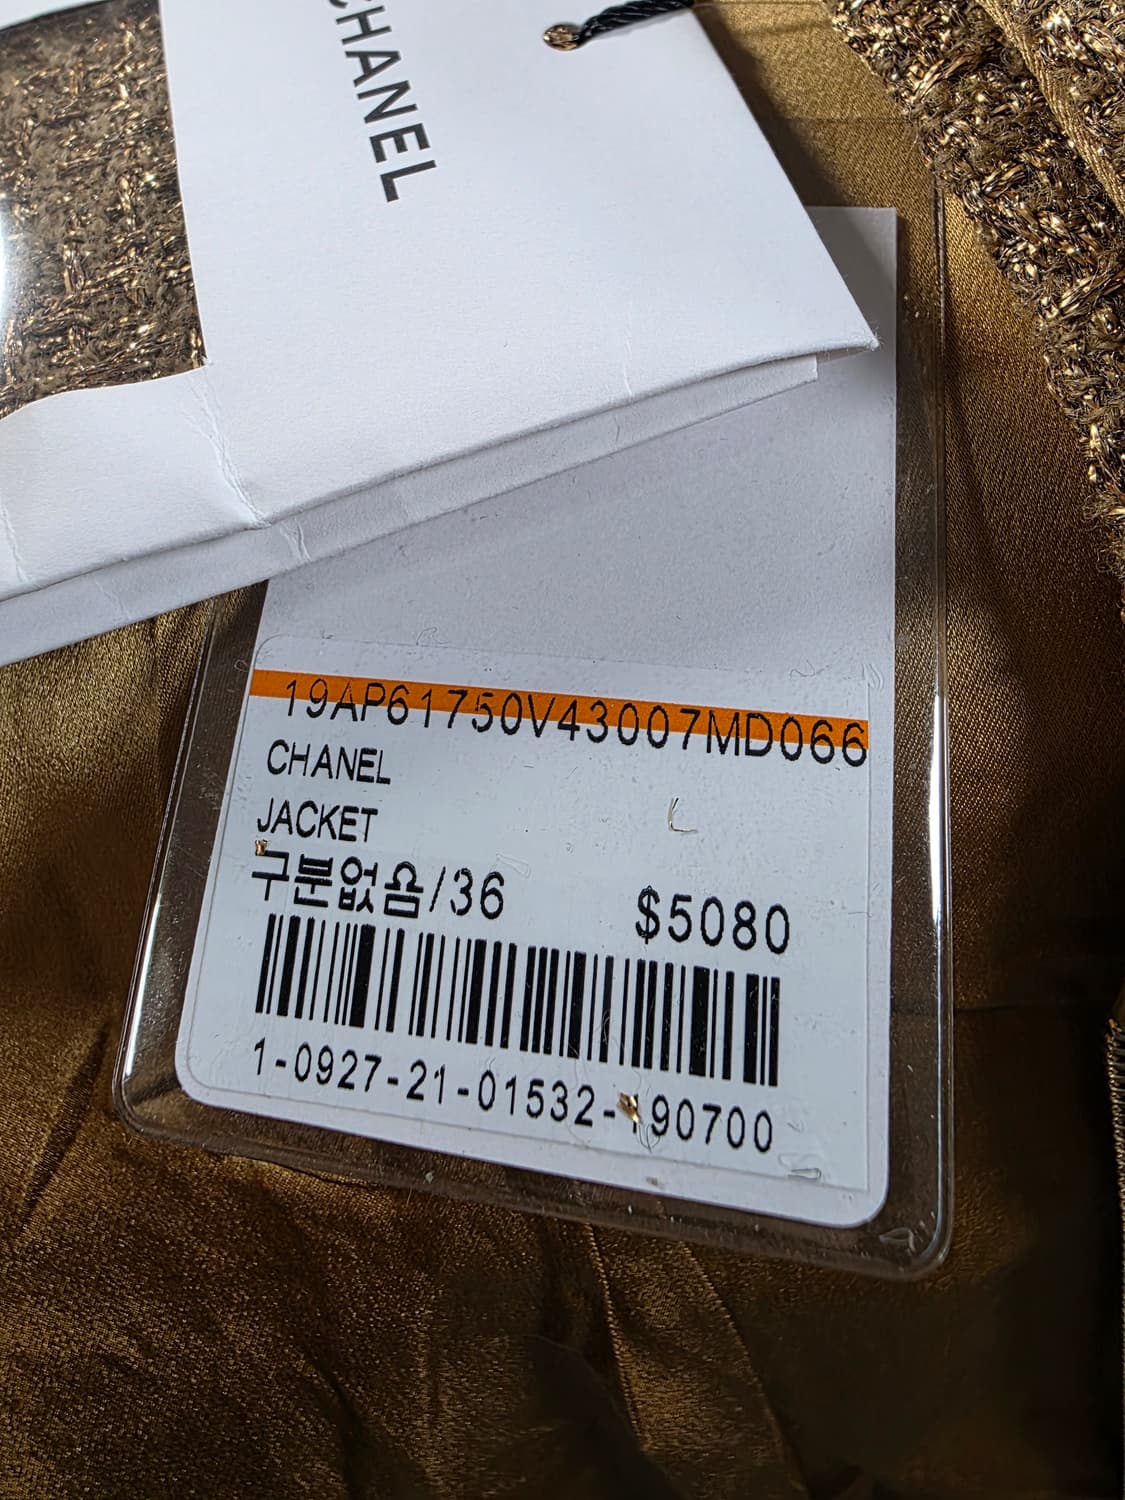 CHANEL
19AP61750V43007MD066
CHANEL
JACKET
구분없음/36 $5080
1-0927-21-01532-190700